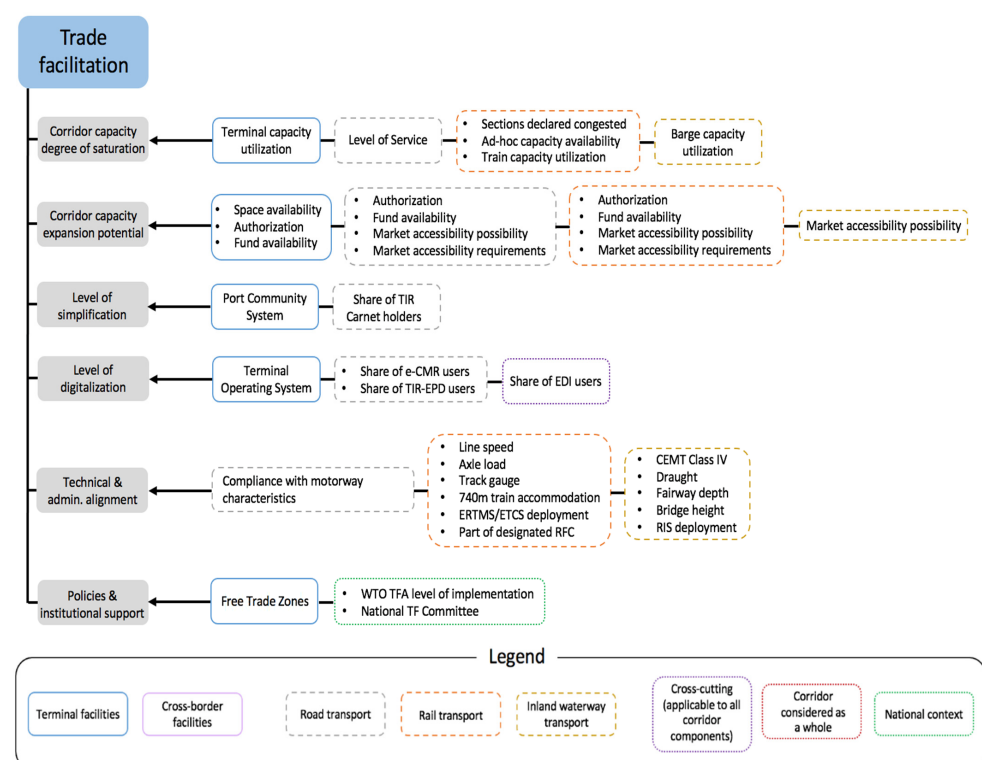 Trade
facilitation
Corridor capacity
degree of saturation
Terminal capacity
utilization
Level of Service
• Sections declared congested
• Ad-hoc capacity availability
• Train capacity utilization
Barge capacity
utilization
Corridor capacity
expansion potential
• Space availability
• Authorization
• Fund availability
• Authorization
• Fund availability
• Market accessibility possibility
• Market accessibility requirements
• Authorization
• Fund availability
• Market accessibility possibility
• Market accessibility requirements
Market accessibility possibility
Level of
simplification
Port Community
System
Share of TIR
Carnet holders
Level of
digitalization
Terminal
Operating System
• Share of e-CMR users
• Share of TIR-EPD users
Share of EDI users
Technical &
admin. alignment
Compliance with motorway
characteristics
• Line speed
• Axle load
• Track gauge
• 740m train accommodation
• ERTMS/ETCS deployment
• Part of designated RFC
• CEMT Class IV
• Draught
• Fairway depth
• Bridge height
• RIS deployment
Policies &
institutional support
Free Trade Zones
• WTO TFA level of implementation
• National TF Committee
Legend
Terminal facilities
Cross-border
facilities
Road transport
Rail transport
Inland waterway
transport
Cross-cutting
(applicable to all
corridor
components)
Corridor
considered as
a whole
National context